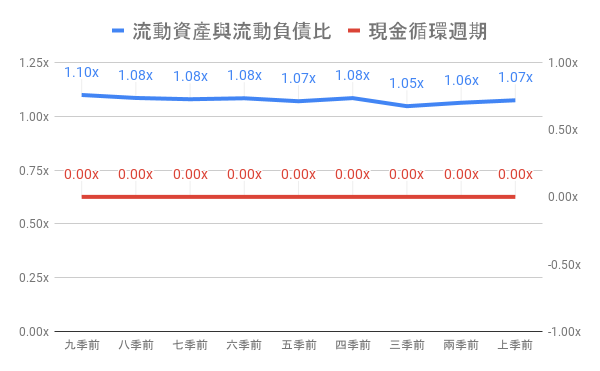 流動資產與流動負債比 現金循環週期
1.25x
1.00x
0.75x
0.50x
0.25x
0.00x
1.10x 1.08x 1.08x 1.08x 1.07x 1.08x 1.05x 1.06x 1.07x
0.00x 0.00x 0.00x 0.00x 0.00x 0.00x 0.00x 0.00x 0.00x
1.00x
0.50x
0.00x
-0.50x
-1.00x
九季前 八季前 七季前 六季前 五季前 四季前 三季前 兩季前 上季前